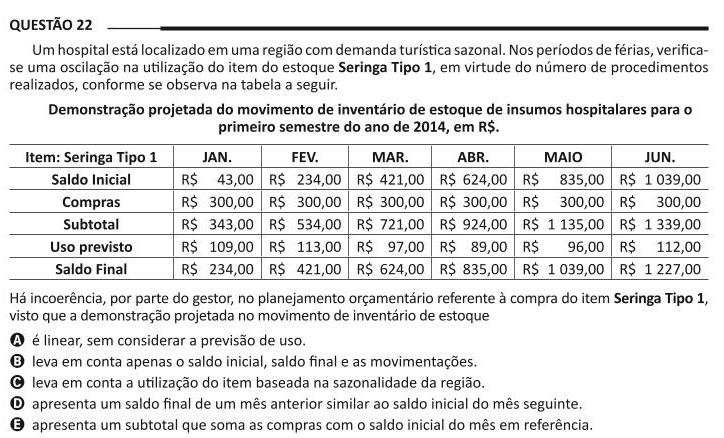 QUESTÃO 22
Um hospital está localizado em uma região com demanda turística sazonal. Nos períodos de férias, verifica-
se uma oscilação na utilização do item do estoque Seringa Tipo 1, em virtude do número de procedimentos
realizados, conforme se observa na tabela a seguir.
Demonstração projetada do movimento de inventário de estoque de insumos hospitalares para o
primeiro semestre do ano de 2014, em R$.
Item: Seringa Tipo 1 JAN. FEV. MAR. ABR. MAIO JUN.
Saldo Inicial R$ 43,00 R$ 234,00 R$ 421,00 R$ 624,00 R$ 835,00 R$ 1 039,00
Compras R$ 300,00 R$ 300,00 R$ 300,00 R$ 300,00 R$ 300,00 R$ 300,00
Subtotal R$ 343,00 R$ 534,00 R$ 721,00 R$ 924,00 R$ 1 135,00 R$ 1 339,00
Uso previsto R$ 109,00 R$ 113,00 R$ 97,00 R$ 89,00 R$ 96,00 R$ 112,00
Saldo Final R$ 234,00 R$ 421,00 R$ 624,00 R$ 835,00 R$ 1 039,00 R$ 1 227,00
Há incoerência, por parte do gestor, no planejamento orçamentário referente à compra do item Seringa Tipo 1,
visto que a demonstração projetada no movimento de inventário de estoque
A é linear, sem considerar a previsão de uso.
B leva em conta apenas o saldo inicial, saldo final e as movimentações.
C leva em conta a utilização do item baseada na sazonalidade da região.
D apresenta um saldo final de um mês anterior similar ao saldo inicial do mês seguinte.
E apresenta um subtotal que soma as compras com o saldo inicial do mês em referência.